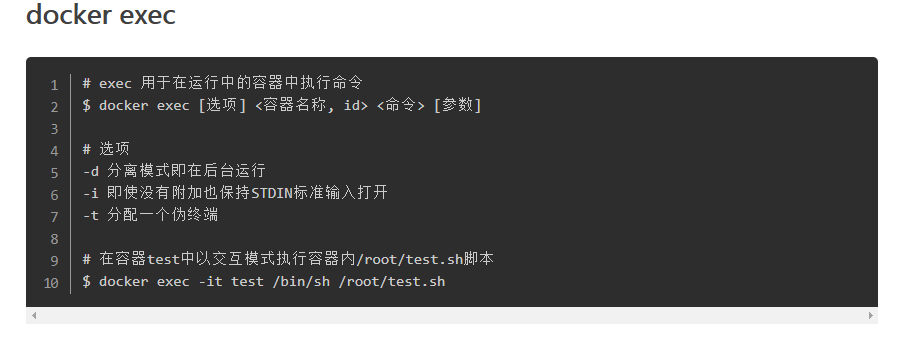 docker exec
1 # exec 用于在运行中的容器中执行命令
2 $ docker exec [选项] <容器名称, id> <命令> [参数]
3
4 # 选项
5 -d 分离模式即在后台运行
6 -i 即使没有附加也保持STDIN标准输入打开
7 -t 分配一个伪终端
8
9 # 在容器test中以交互模式执行容器内/root/test.sh脚本
10 $ docker exec -it test /bin/sh /root/test.sh